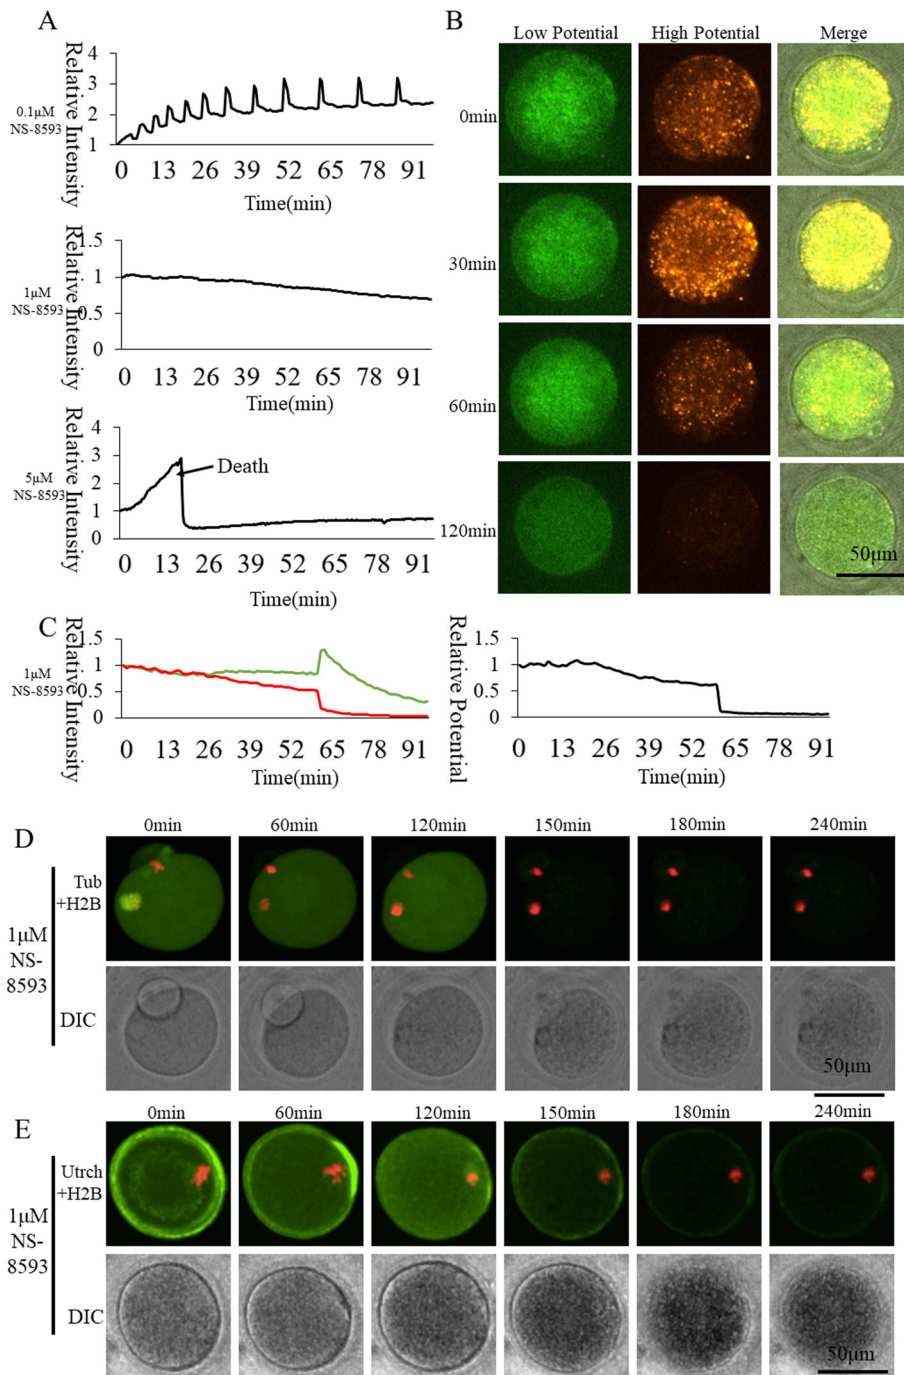 A
Relative Intensity
0.1μM
NS-8593
4
3
2
1
0 13 26 39 52 65 78 91
Time(min)
Relative Intensity
1μM
NS-8593
1.5
1
0.5
0
0 13 26 39 52 65 78 91
Time(min)
Relative Intensity
5μM
NS-8593
4
3
2
1
0
Death
0 13 26 39 52 65 78 91
Time(min)
B
Low Potential High Potential Merge
0min
30min
60min
120min
50μm
C
Relative Intensity
1μM
NS-8593
1.5
1
0.5
0
0 13 26 39 52 65 78 91
Time(min)
Relative Potential
1.5
1
0.5
0
0 13 26 39 52 65 78 91
Time(min)
D
0min 60min 120min 150min 180min 240min
1μM
NS-
8593
Tub
+H2B
DIC
50μm
E
0min 60min 120min 150min 180min 240min
1μM
NS-
8593
Utrch
+H2B
DIC
50μm